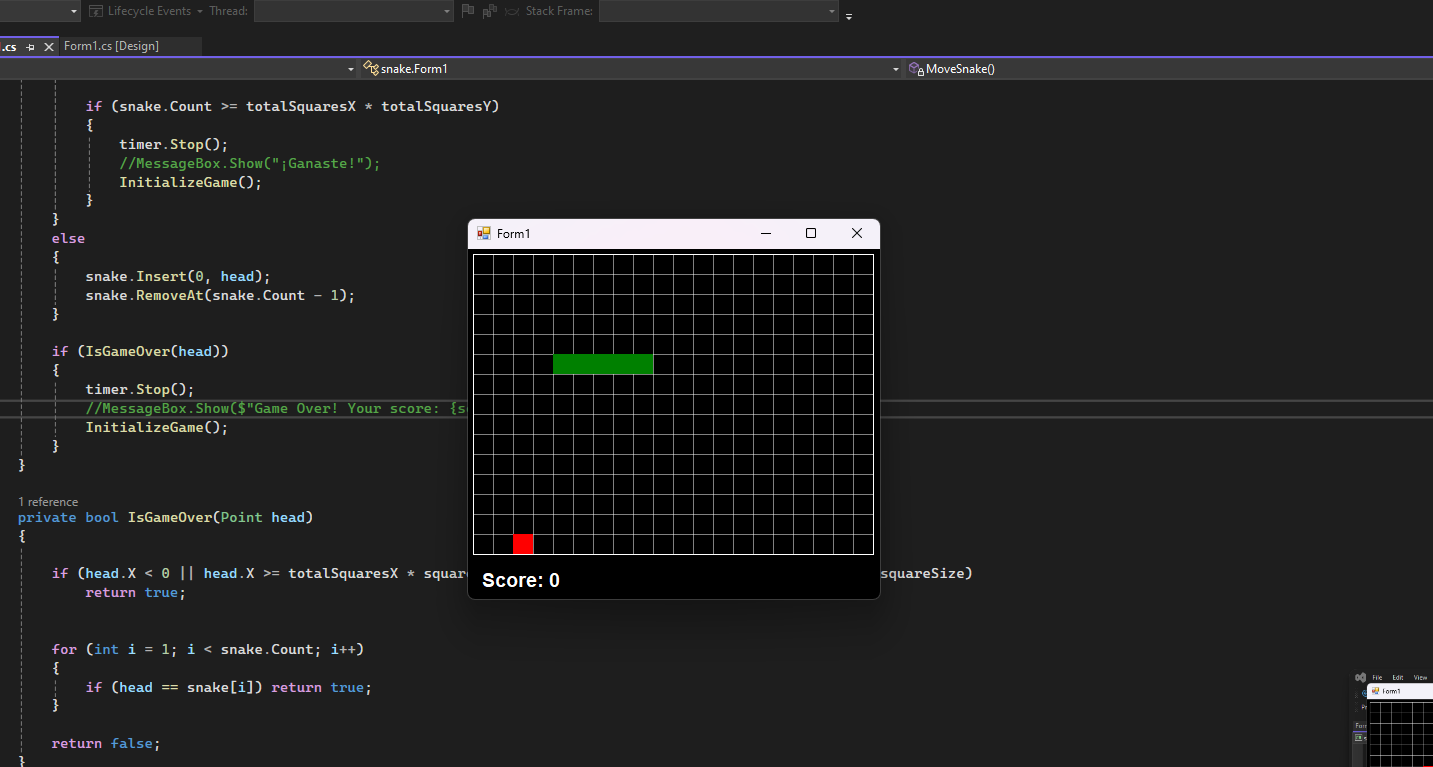 Lifecycle Events Thread: Stack Frame:
.cs Form1.cs [Design]
snake.Form1 MoveSnake()
if (snake.Count >= totalSquaresX * totalSquaresY)
{
timer.Stop();
//MessageBox.Show("¡Ganaste!");
InitializeGame();
}
}
else
{
snake.Insert(0, head);
snake.RemoveAt(snake.Count - 1);
}
if (IsGameOver(head))
{
timer.Stop();
//MessageBox.Show($"Game Over! Your score: {s
InitializeGame();
}
}
1 reference
private bool IsGameOver(Point head)
{
if (head.X < 0 || head.X >= totalSquaresX * squar squareSize)
return true;
for (int i = 1; i < snake.Count; i++)
{
if (head == snake[i]) return true;
}
return false;
}
Form1
Score: 0
File Edit View
Form1